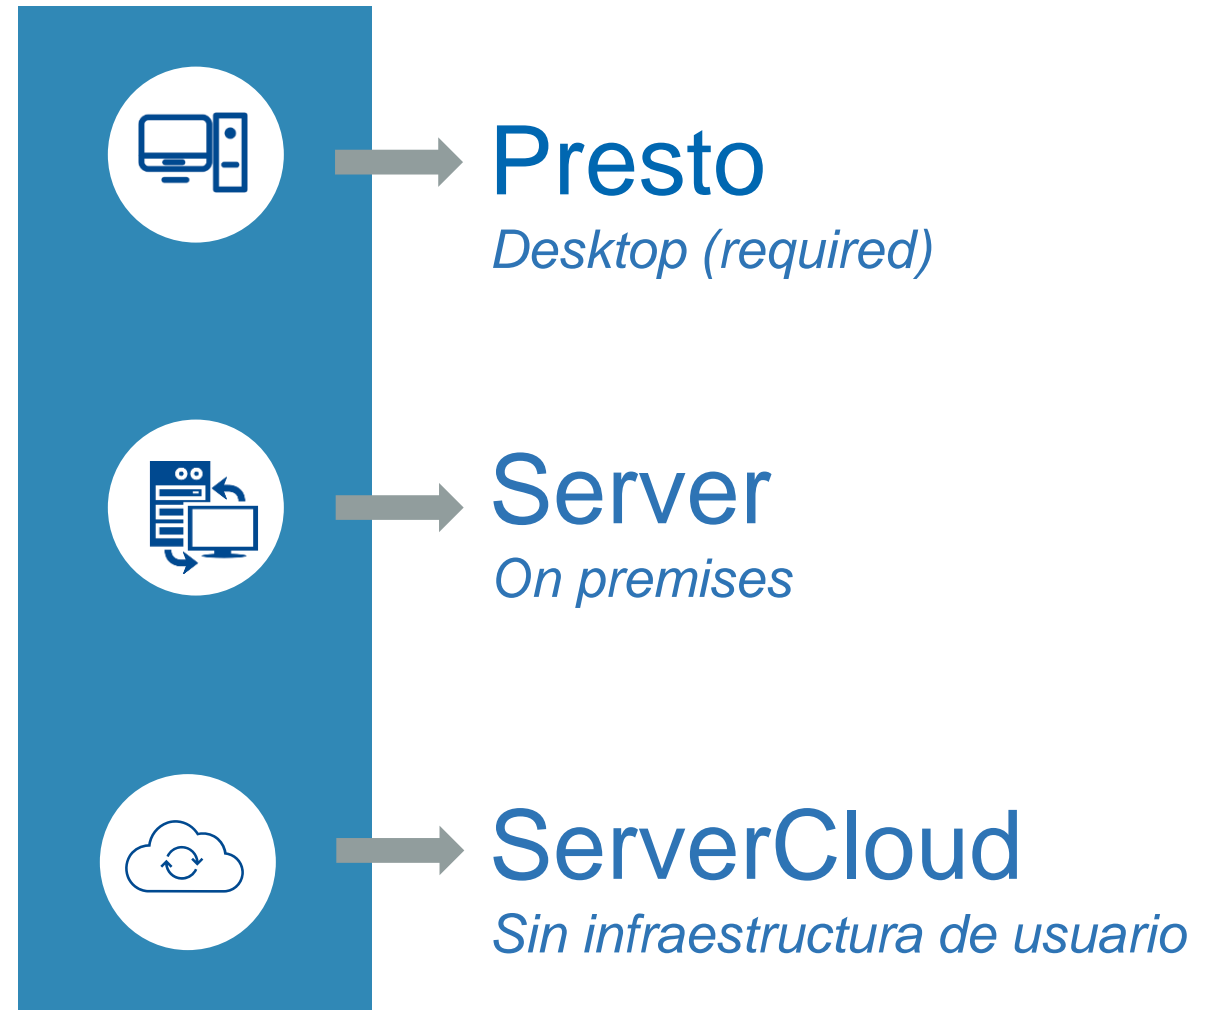 Presto
Desktop (required)
Server
On premises
ServerCloud
Sin infraestructura de usuario